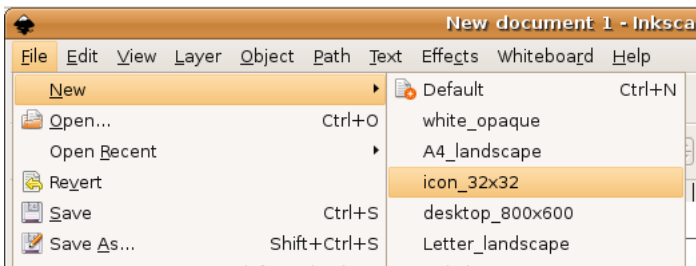 New document 1 - Inksca
File Edit View Layer Object Path Text Effects Whiteboard Help
New Default Ctrl+N
Open... Ctrl+O white_opaque
Open Recent A4_landscape
Revert icon_32x32
Save Ctrl+S desktop_800x600
Save As... Shift+Ctrl+S Letter_landscape